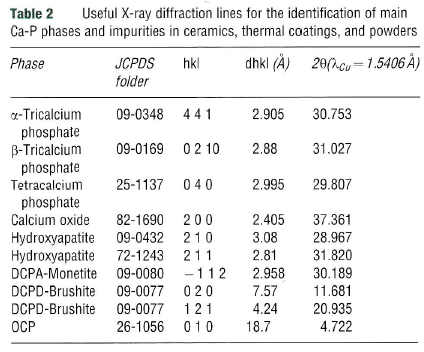 Table 2 Useful X-ray diffraction lines for the identification of main
Ca-P phases and impurities in ceramics, thermal coatings, and powders
Phase JCPDS folder hkl dhkl (Å) 2θ(λCu = 1.5406 Å)
α-Tricalcium phosphate 09-0348 4 4 1 2.905 30.753
β-Tricalcium phosphate 09-0169 0 2 10 2.88 31.027
Tetracalcium phosphate 25-1137 0 4 0 2.995 29.807
Calcium oxide 82-1690 2 0 0 2.405 37.361
Hydroxyapatite 09-0432 2 1 0 3.08 28.967
Hydroxyapatite 72-1243 2 1 1 2.81 31.820
DCPA-Monetite 09-0080 −1 1 2 2.958 30.189
DCPD-Brushite 09-0077 0 2 0 7.57 11.681
DCPD-Brushite 09-0077 1 2 1 4.24 20.935
OCP 26-1056 0 1 0 18.7 4.722